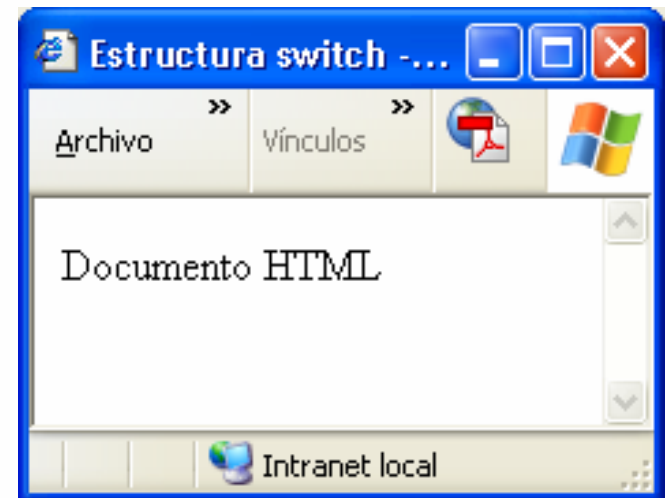 Estructura switch -...
Archivo » Vínculos »
Documento HTML
Intranet local